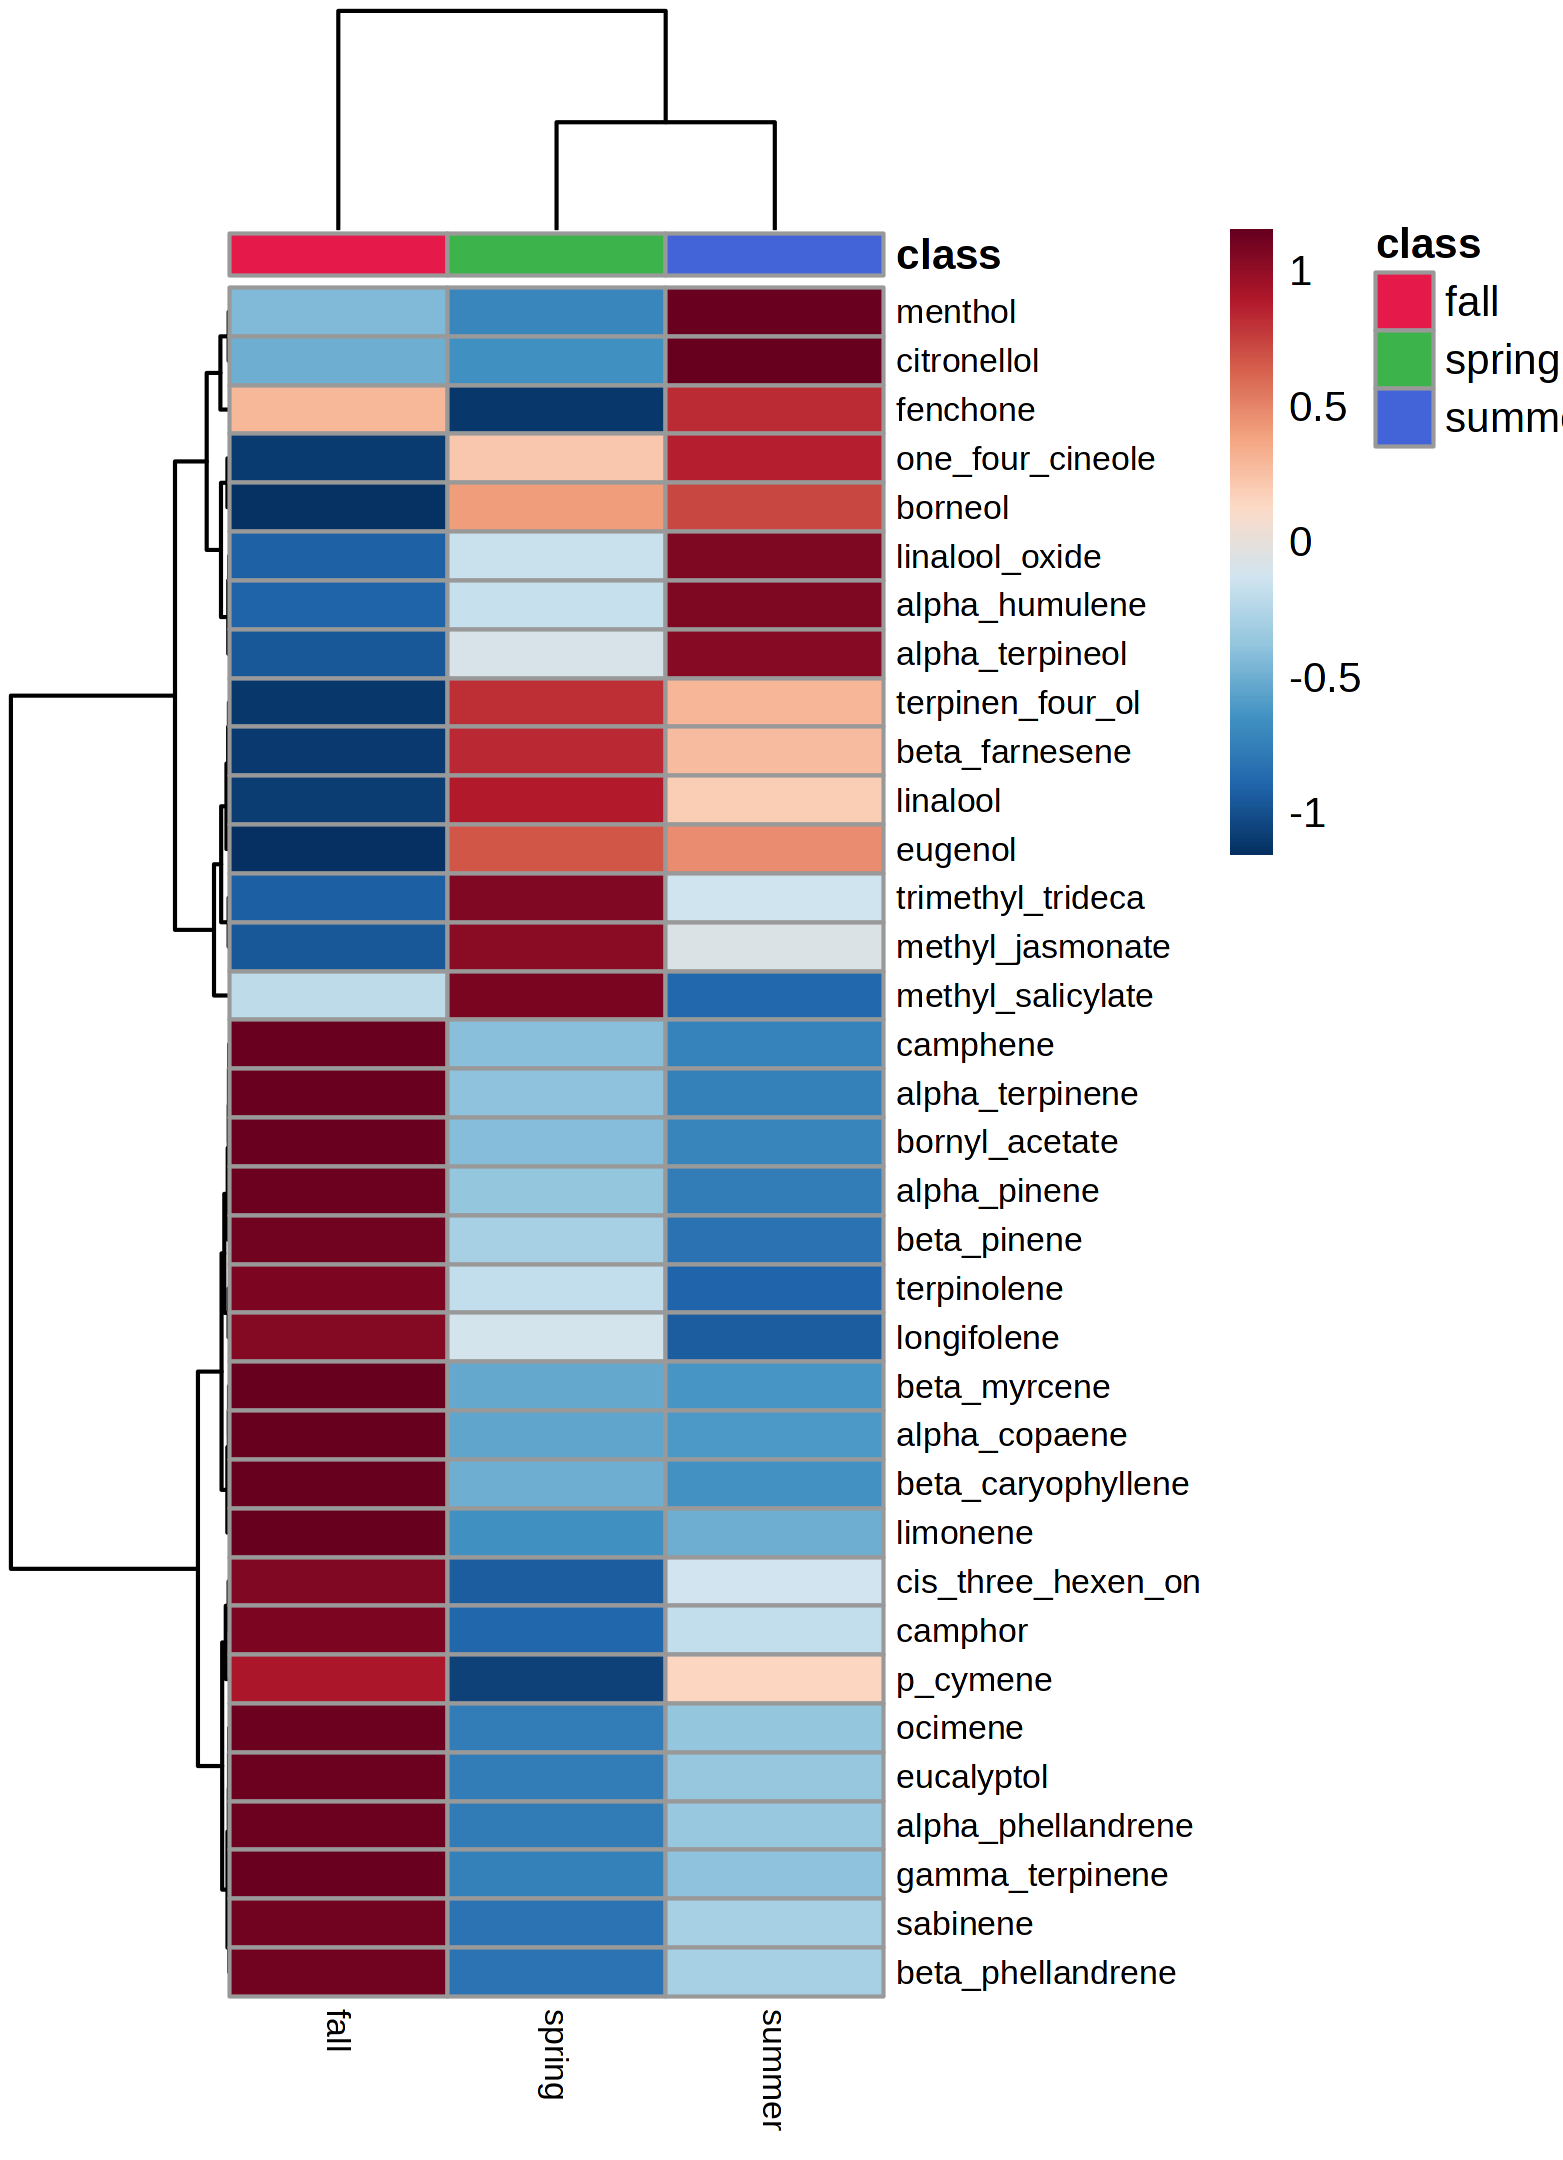 class
menthol
citronellol
fenchone
one_four_cineole
borneol
linalool_oxide
alpha_humulene
alpha_terpineol
terpinen_four_ol
beta_farnesene
linalool
eugenol
trimethyl_trideca
methyl_jasmonate
methyl_salicylate
camphene
alpha_terpinene
bornyl_acetate
alpha_pinene
beta_pinene
terpinolene
longifolene
beta_myrcene
alpha_copaene
beta_caryophyllene
limonene
cis_three_hexen_on
camphor
p_cymene
ocimene
eucalyptol
alpha_phellandrene
gamma_terpinene
sabinene
beta_phellandrene
fall
spring
summer
1
0.5
0
-0.5
-1
class
fall
spring
summ